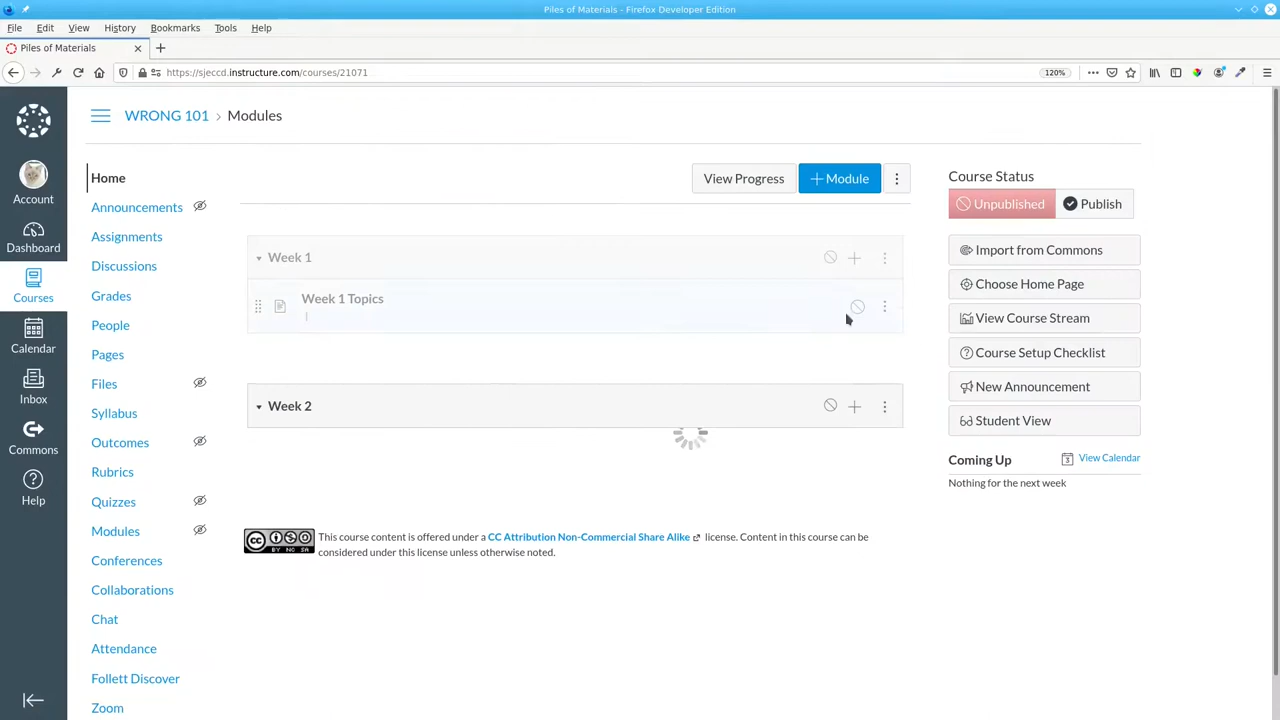 Piles of Materials - Firefox Developer Edition
File Edit View History Bookmarks Tools Help
Piles of Materials
https://sjeccd.instructure.com/courses/21071
120%
WRONG 101 › Modules
Account
Dashboard
Courses
Calendar
Inbox
Commons
Help
Home
Announcements
Assignments
Discussions
Grades
People
Pages
Files
Syllabus
Outcomes
Rubrics
Quizzes
Modules
Conferences
Collaborations
Chat
Attendance
Follett Discover
Zoom
View Progress
+ Module
Week 1
Week 1 Topics
Week 2
CC BY NC SA
This course content is offered under a CC Attribution Non-Commercial Share Alike license. Content in this course can be
considered under this license unless otherwise noted.
Course Status
Unpublished
Publish
Import from Commons
Choose Home Page
View Course Stream
Course Setup Checklist
New Announcement
Student View
Coming Up
View Calendar
Nothing for the next week